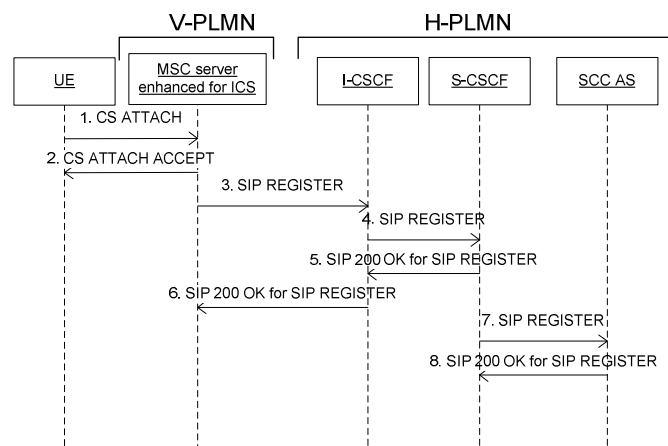 V-PLMN
H-PLMN
UE
MSC server
enhanced for ICS
I-CSCF
S-CSCF
SCC AS
1. CS ATTACH
2. CS ATTACH ACCEPT
3. SIP REGISTER
4. SIP REGISTER
5. SIP 200 OK for SIP REGISTER
6. SIP 200 OK for SIP REGISTER
7. SIP REGISTER
8. SIP 200 OK for SIP REGISTER